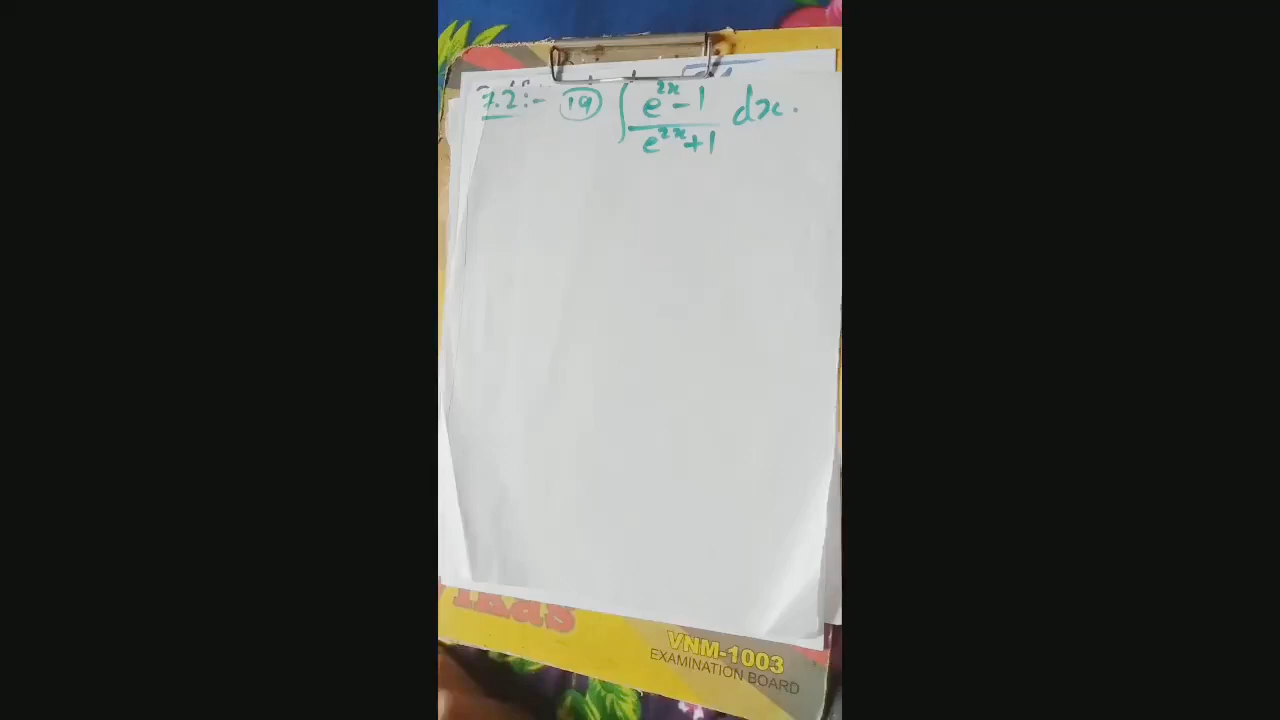 7.2:- (19) ∫ e^2x - 1 / e^2x + 1 dx.
VNM-1003
EXAMINATION BOARD